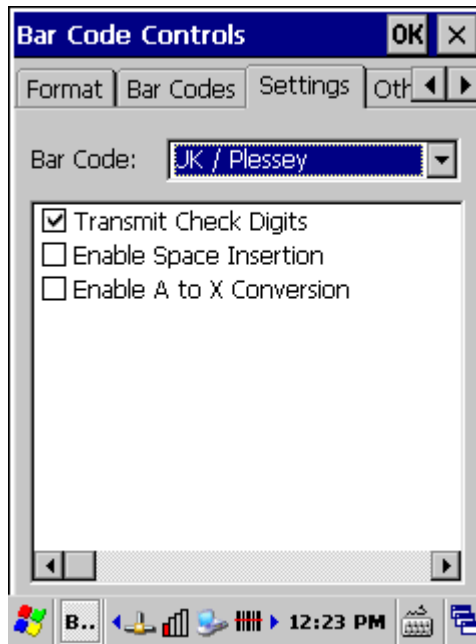 Bar Code Controls OK ×
Format Bar Codes Settings Oth
Bar Code: JK / Plessey
Transmit Check Digits
Enable Space Insertion
Enable A to X Conversion
B.. 12:23 PM